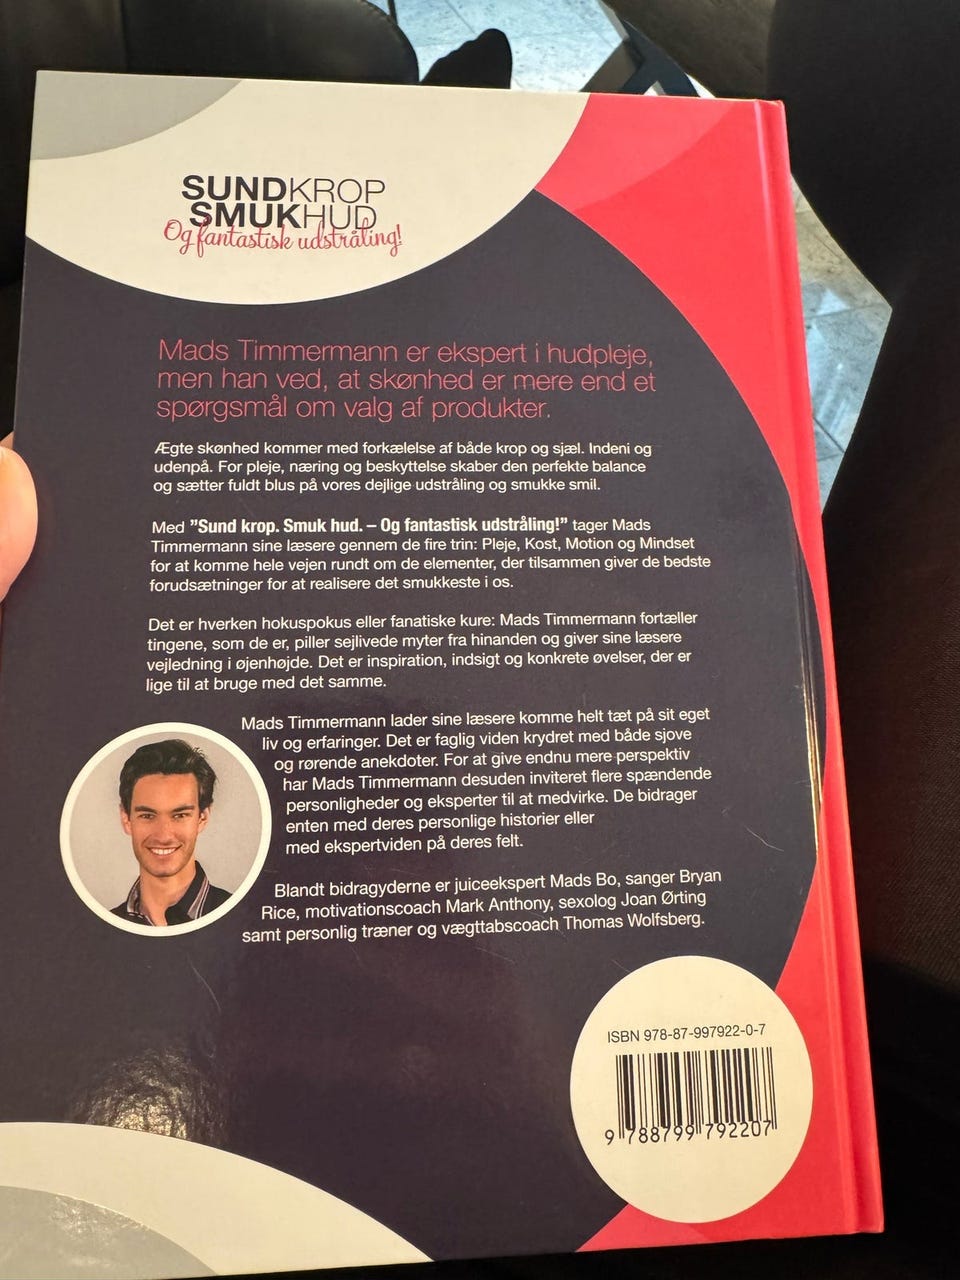 SUNDKROP
SMUKHUD
Og fantastisk udstråling!
Mads Timmermann er ekspert i hudpleje,
men han ved, at skønhed er mere end et
spørgsmål om valg af produkter.
Ægte skønhed kommer med forkælelse af både krop og sjæl. Indeni og
udenpå. For pleje, næring og beskyttelse skaber den perfekte balance
og sætter fuldt blus på vores dejlige udstråling og smukke smil.
Med ”Sund krop. Smuk hud. – Og fantastisk udstråling!” tager Mads
Timmermann sine læsere gennem de fire trin: Pleje, Kost, Motion og Mindset
for at komme hele vejen rundt om de elementer, der tilsammen giver de bedste
forudsætninger for at realisere det smukkeste i os.
Det er hverken hokuspokus eller fanatiske kure: Mads Timmermann fortæller
tingene, som de er, piller sejlivede myter fra hinanden og giver sine læsere
vejledning i øjenhøjde. Det er inspiration, indsigt og konkrete øvelser, der er
lige til at bruge med det samme.
Mads Timmermann lader sine læsere komme helt tæt på sit eget
liv og erfaringer. Det er faglig viden krydret med både sjove
og rørende anekdoter. For at give endnu mere perspektiv
har Mads Timmermann desuden inviteret flere spændende
personligheder og eksperter til at medvirke. De bidrager
enten med deres personlige historier eller
med ekspertviden på deres felt.
Blandt bidragyderne er juiceekspert Mads Bo, sanger Bryan
Rice, motivationscoach Mark Anthony, sexolog Joan Ørting
samt personlig træner og vægttabscoach Thomas Wolfsberg.
ISBN 978-87-997922-0-7
9 788799 792207